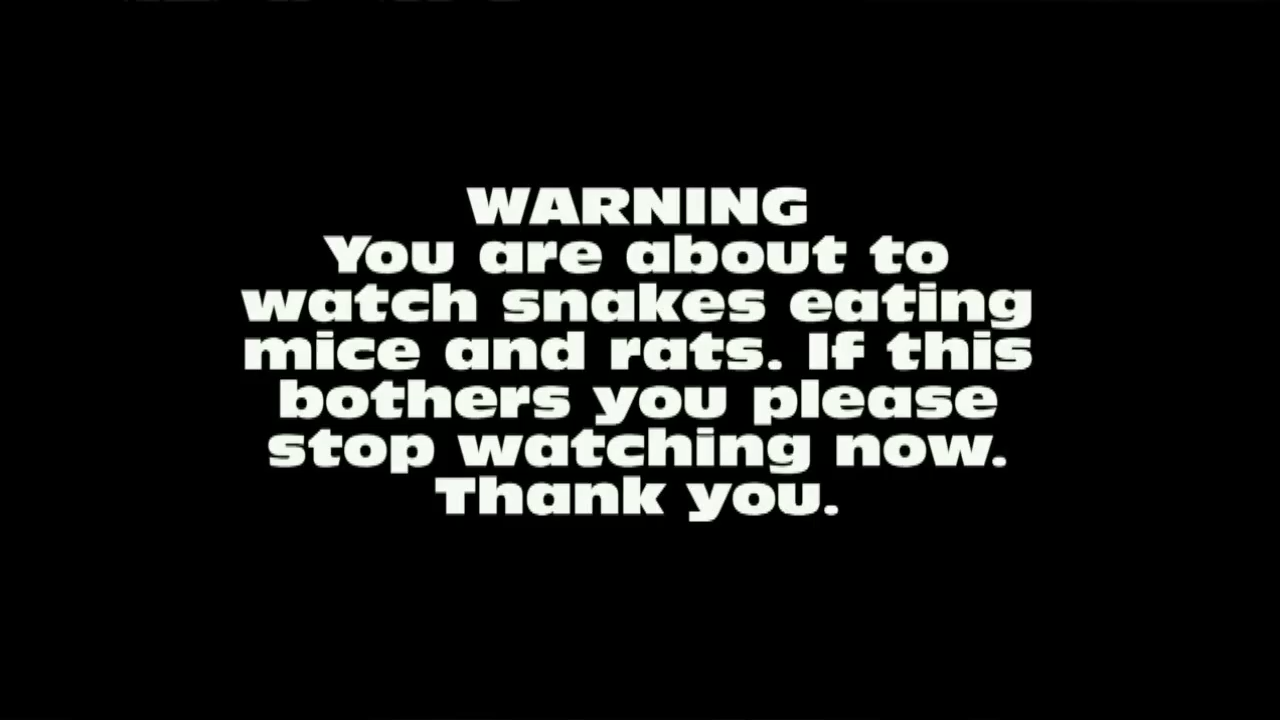 WARNING
You are about to
watch snakes eating
mice and rats. If this
bothers you please
stop watching now.
Thank you.